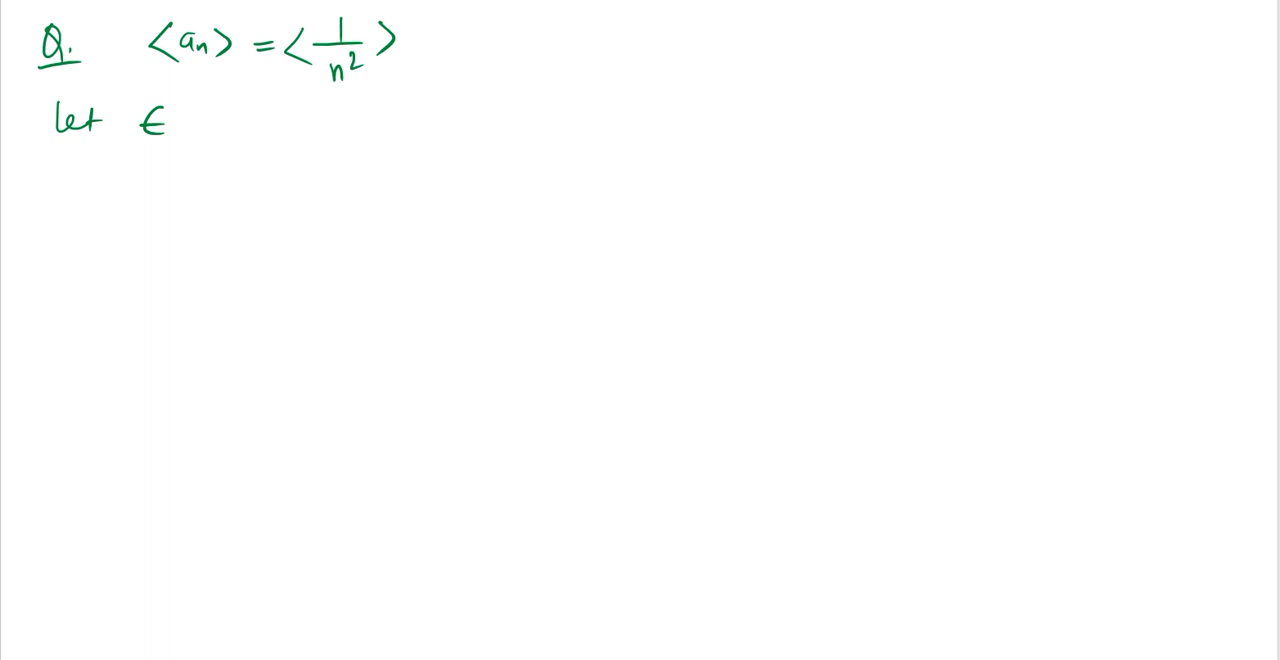 Q. <aₙ> = <1/n²>
let ∈